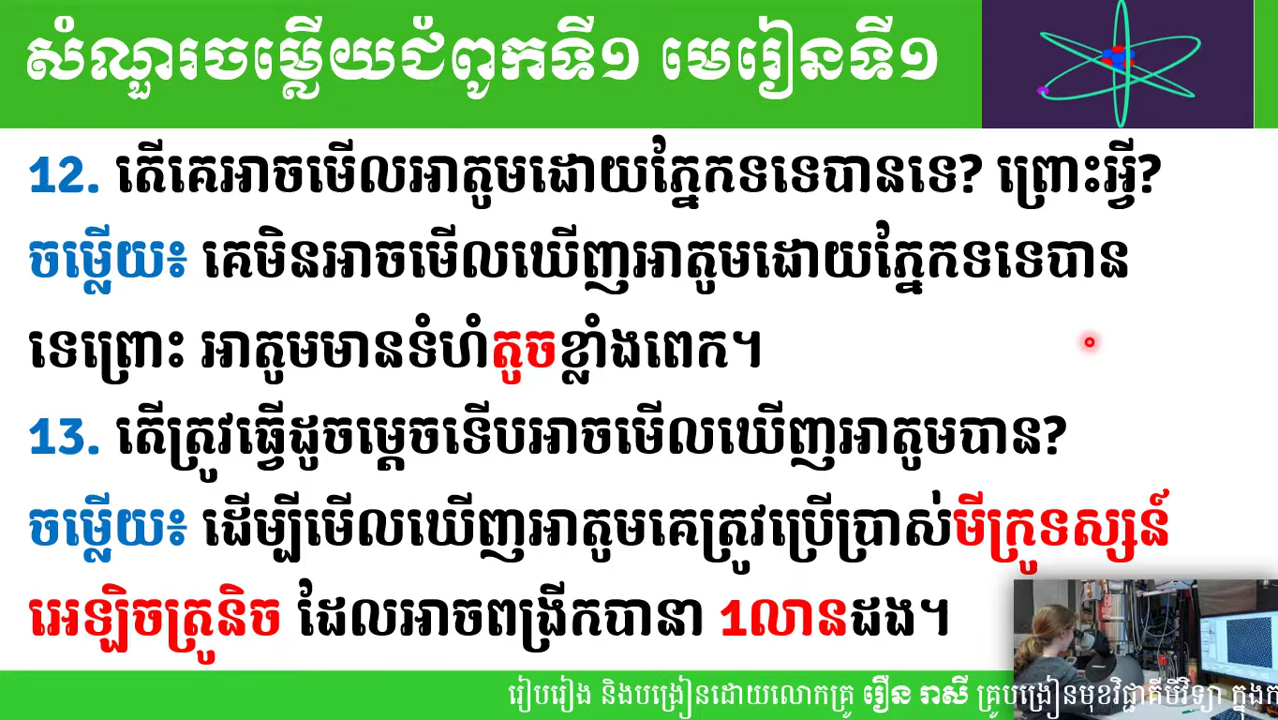 សំណួរចម្លើយជំពូកទី១ មេរៀនទី១
12. តើគេអាចមើលអាតូមដោយភ្នែកទទេបានទេ? ព្រោះអ្វី?
ចម្លើយ៖ គេមិនអាចមើលឃើញអាតូមដោយភ្នែកទទេបាន
ទេព្រោះ អាតូមមានទំហំតូចខ្លាំងពេក។
13. តើត្រូវធ្វើដូចម្ដេចទើបអាចមើលឃើញអាតូមបាន?
ចម្លើយ៖ ដើម្បីមើលឃើញអាតូមគេត្រូវប្រើប្រាស់មីក្រូទស្សន៍
អេឡិចត្រូនិច ដែលអាចពង្រីកបានា 1លានដង។
រៀបរៀង និងបង្រៀនដោយលោកគ្រូ រឿន រាសី គ្រូបង្រៀនមុខវិជ្ជាគីមីវិទ្យា ក្នុង